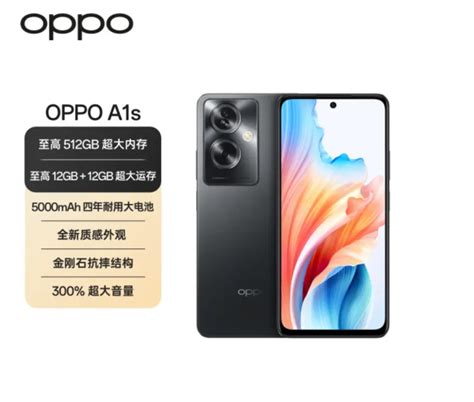 oppo
OPPO A1s
至高 512GB 超大内存
至高 12GB+12GB 超大运存
5000mAh 四年耐用大电池
全新质感外观
金刚石抗摔结构
300% 超大音量
oppo